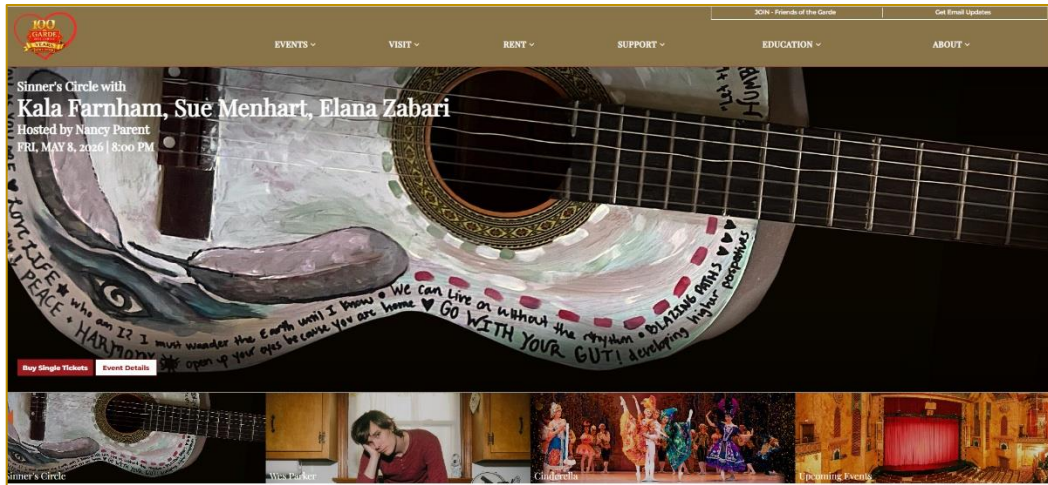 JOIN - Friends of the Garde
Get Email Updates
100
GARDE
YEARS
EVENTS
VISIT
RENT
SUPPORT
EDUCATION
ABOUT
Sinner's Circle with
Kala Farnham, Sue Menhart, Elana Zabari
Hosted by Nancy Parent
FRI, MAY 8, 2026 | 8:00 PM
LOVE LIFE ★ who am I? I must wander the Earth until I know • We can Live on without the rhythm • BLAZING PATHS
PEACE • HARMONY open up your eyes because you are home ♥ GO WITH YOUR GUT! developing higher perspectives
Buy Single Tickets
Event Details
Sinner's Circle
Wes Parker
Cinderella
Upcoming Events